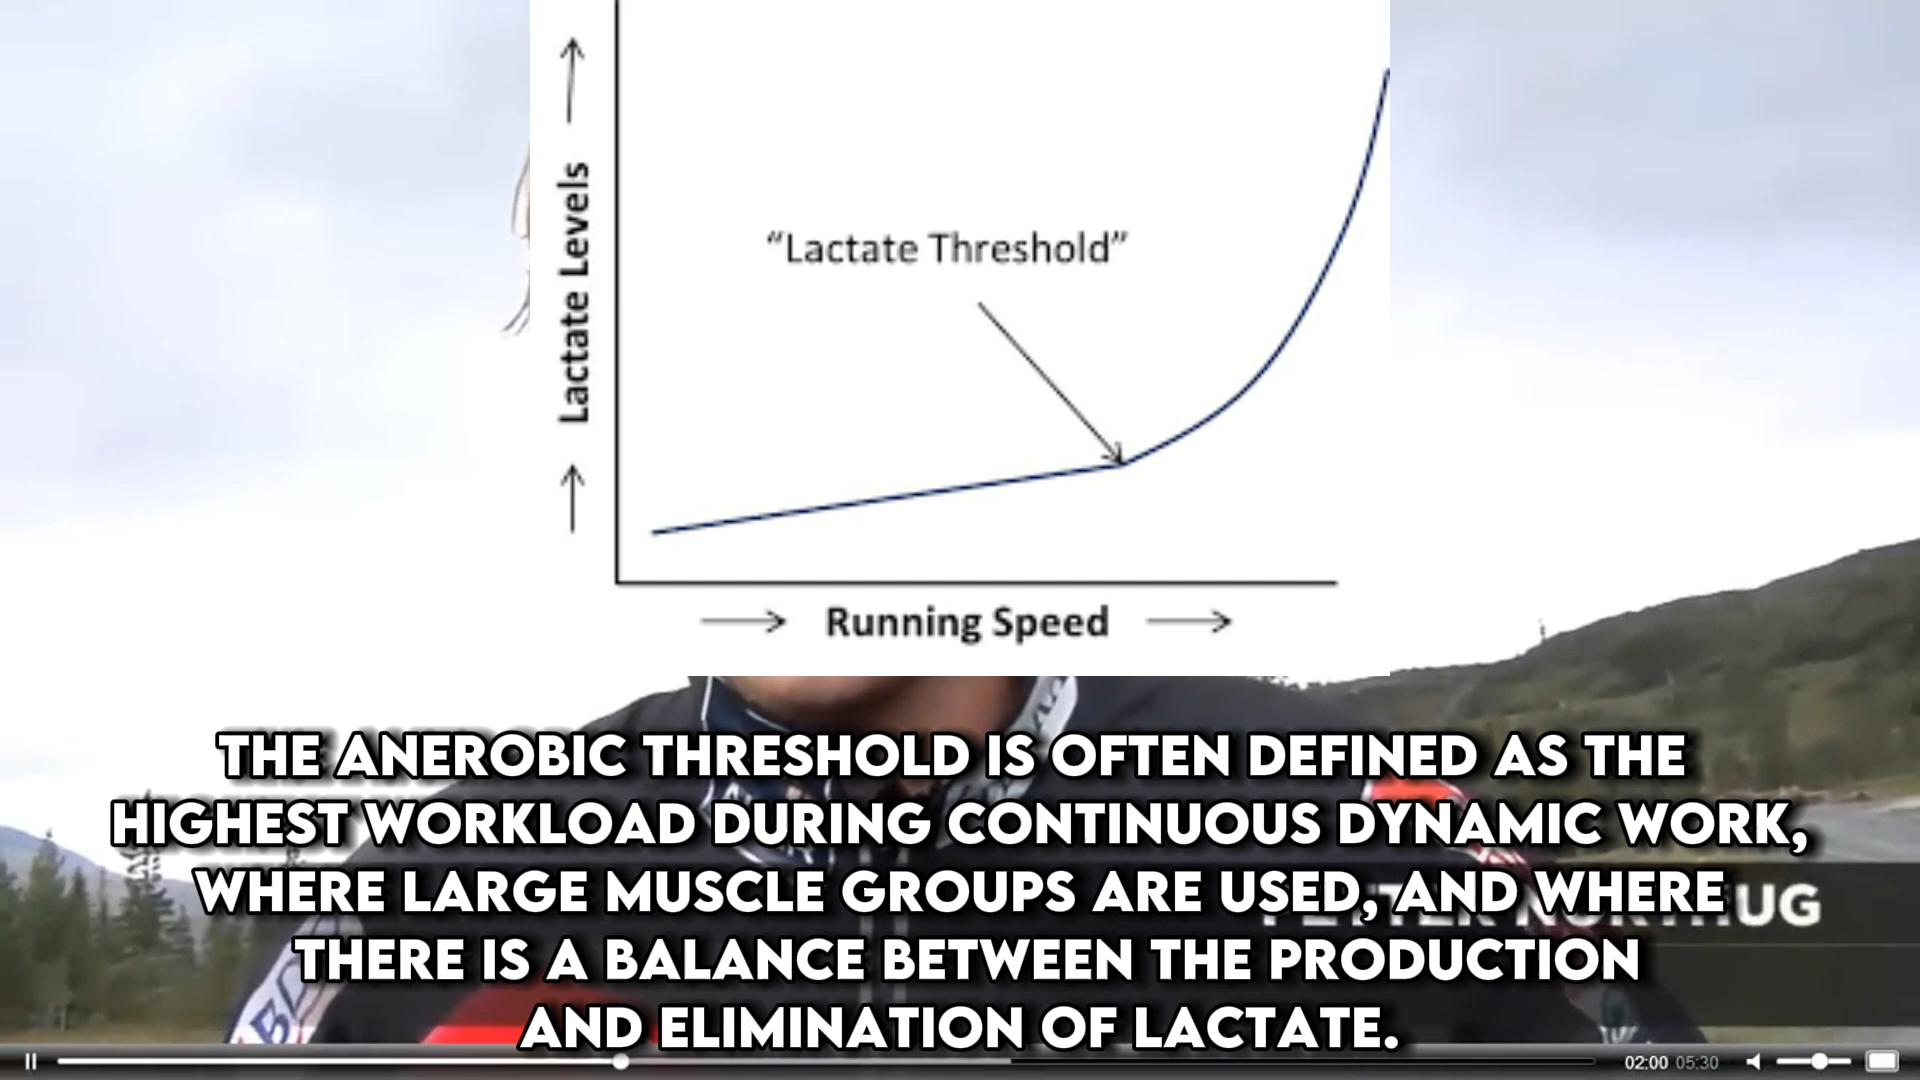 “Lactate Threshold”
Lactate Levels
Running Speed
THE ANEROBIC THRESHOLD IS OFTEN DEFINED AS THE
HIGHEST WORKLOAD DURING CONTINUOUS DYNAMIC WORK,
WHERE LARGE MUSCLE GROUPS ARE USED, AND WHERE
THERE IS A BALANCE BETWEEN THE PRODUCTION
AND ELIMINATION OF LACTATE.
02:00 05:30